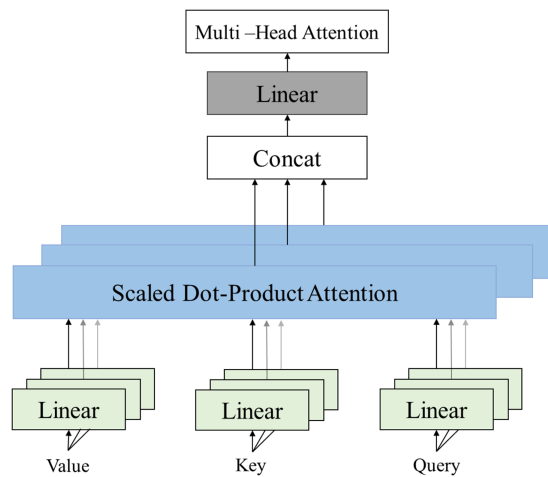 Multi –Head Attention
Linear
Concat
Scaled Dot-Product Attention
Linear
Linear
Linear
Value
Key
Query